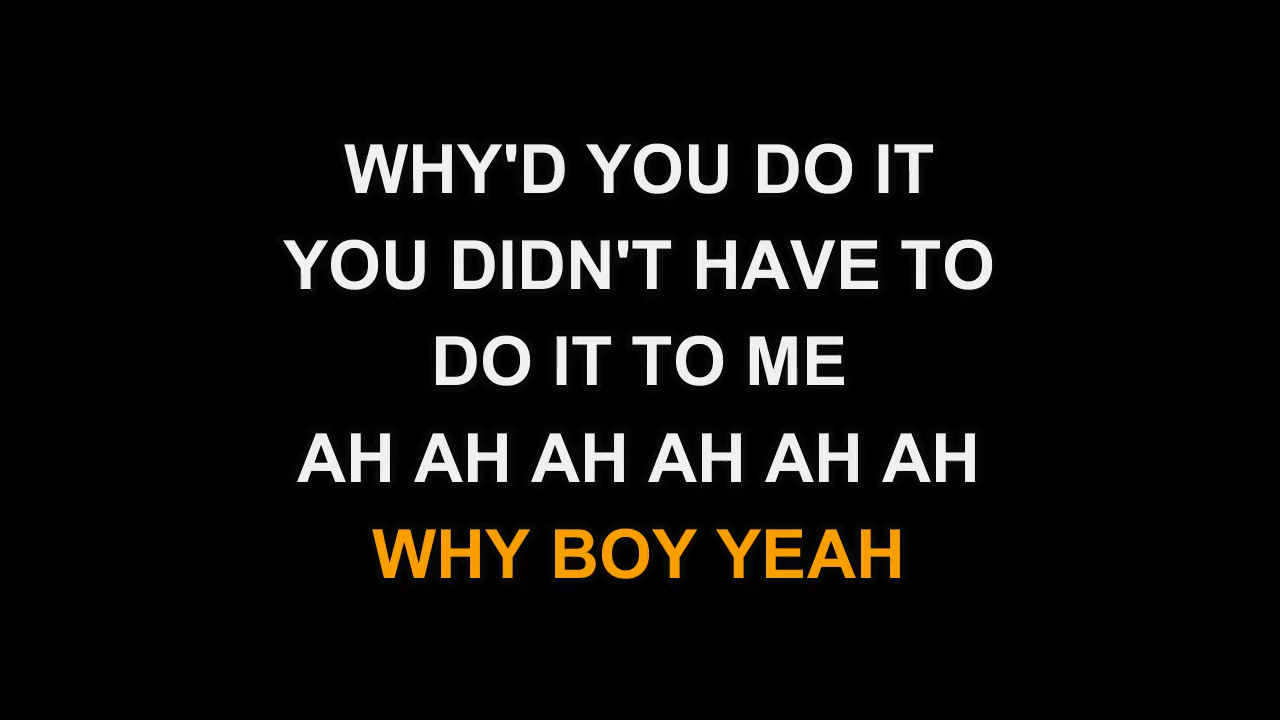 WHY'D YOU DO IT
YOU DIDN'T HAVE TO
DO IT TO ME
AH AH AH AH AH AH
WHY BOY YEAH